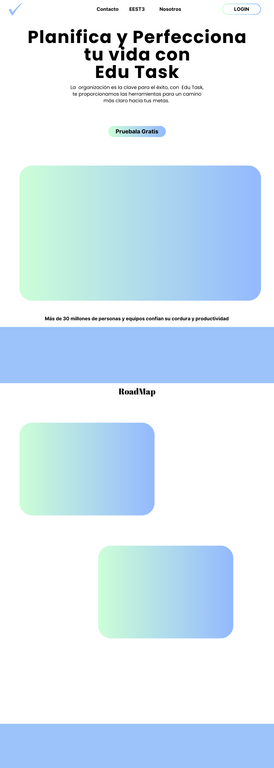 Contacto EEST3 Nosotros LOGIN
Planifica y Perfecciona
tu vida con
Edu Task
La organización es la clave para el éxito, con Edu Task,
te proporcionamos las herramientas para un camino
más claro hacia tus metas.
Pruebala Gratis
Más de 30 millones de personas y equipos confian su cordura y productividad
RoadMap